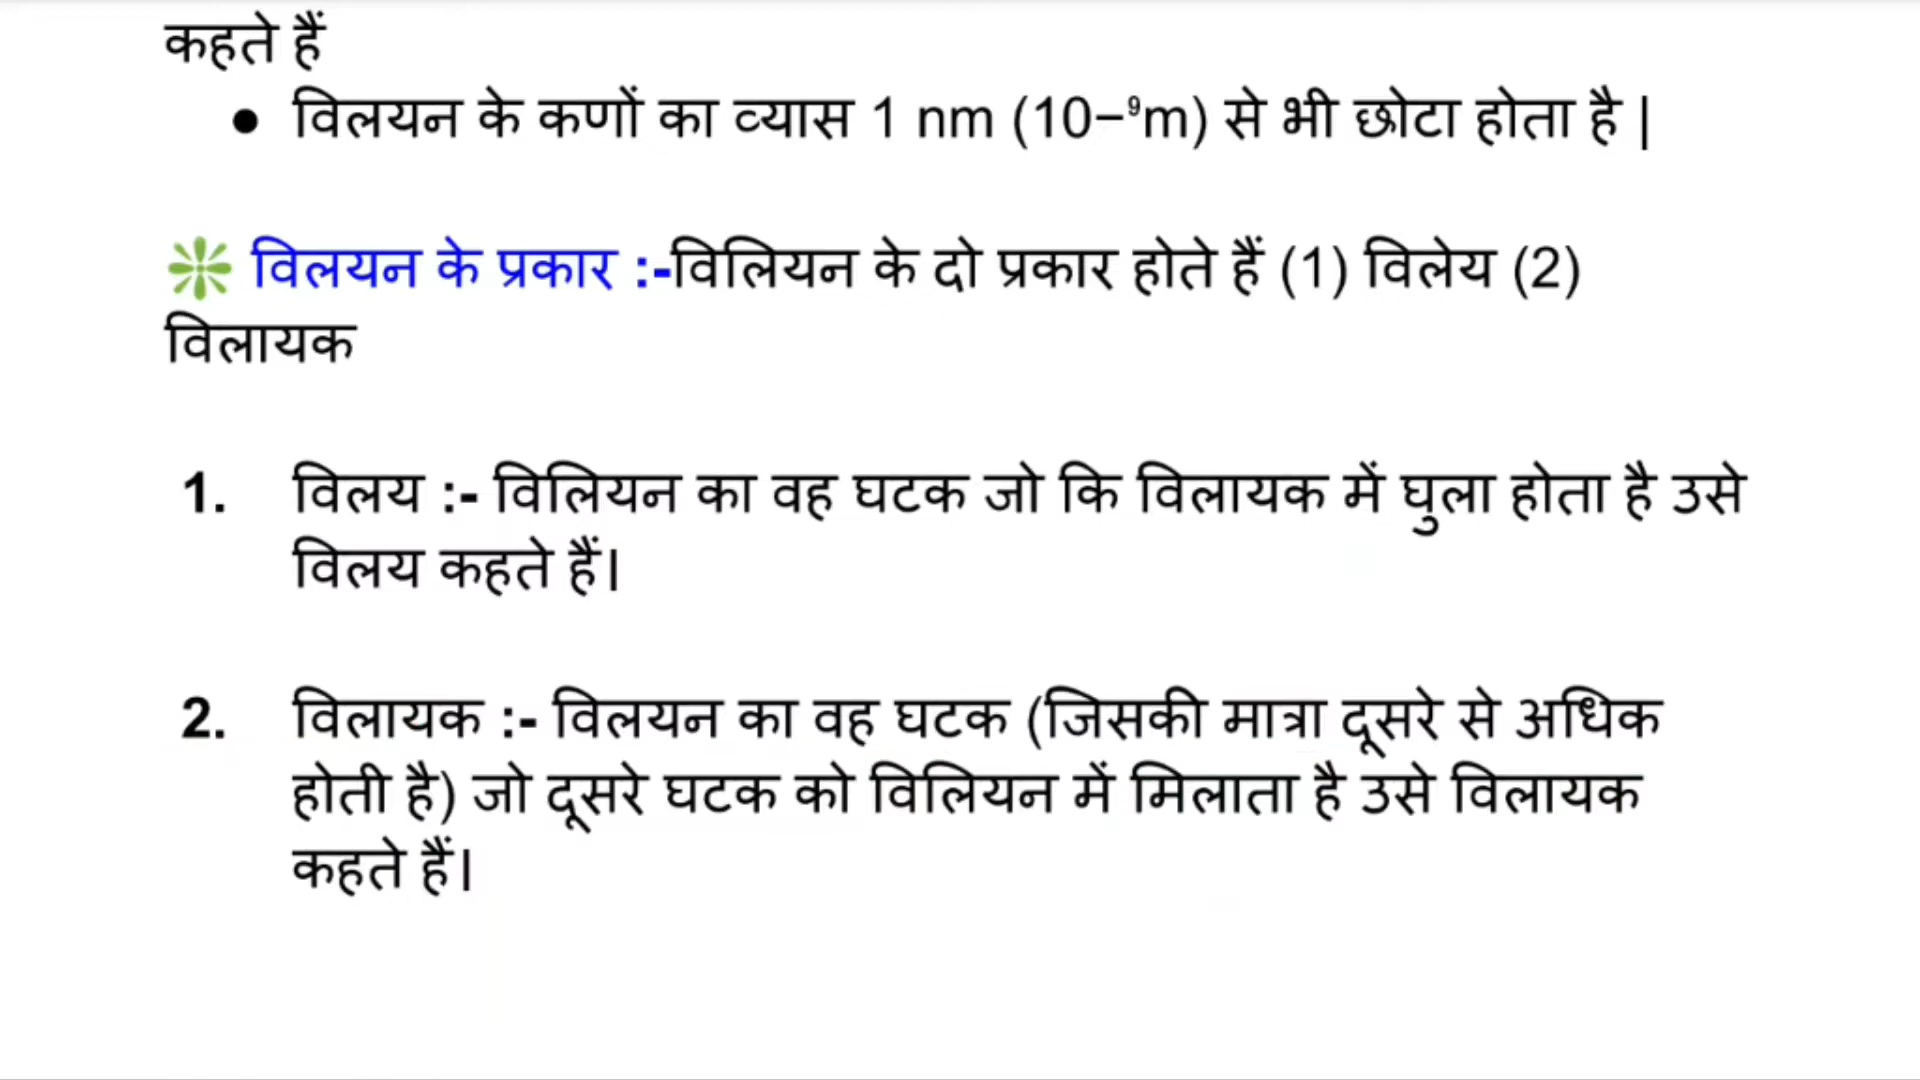 कहते हैं
● विलयन के कणों का व्यास 1 nm (10−⁹m) से भी छोटा होता है |
❇️ विलयन के प्रकार :-विलियन के दो प्रकार होते हैं (1) विलेय (2)
विलायक
1. विलय :- विलियन का वह घटक जो कि विलायक में घुला होता है उसे
विलय कहते हैं।
2. विलायक :- विलयन का वह घटक (जिसकी मात्रा दूसरे से अधिक
होती है) जो दूसरे घटक को विलियन में मिलाता है उसे विलायक
कहते हैं।